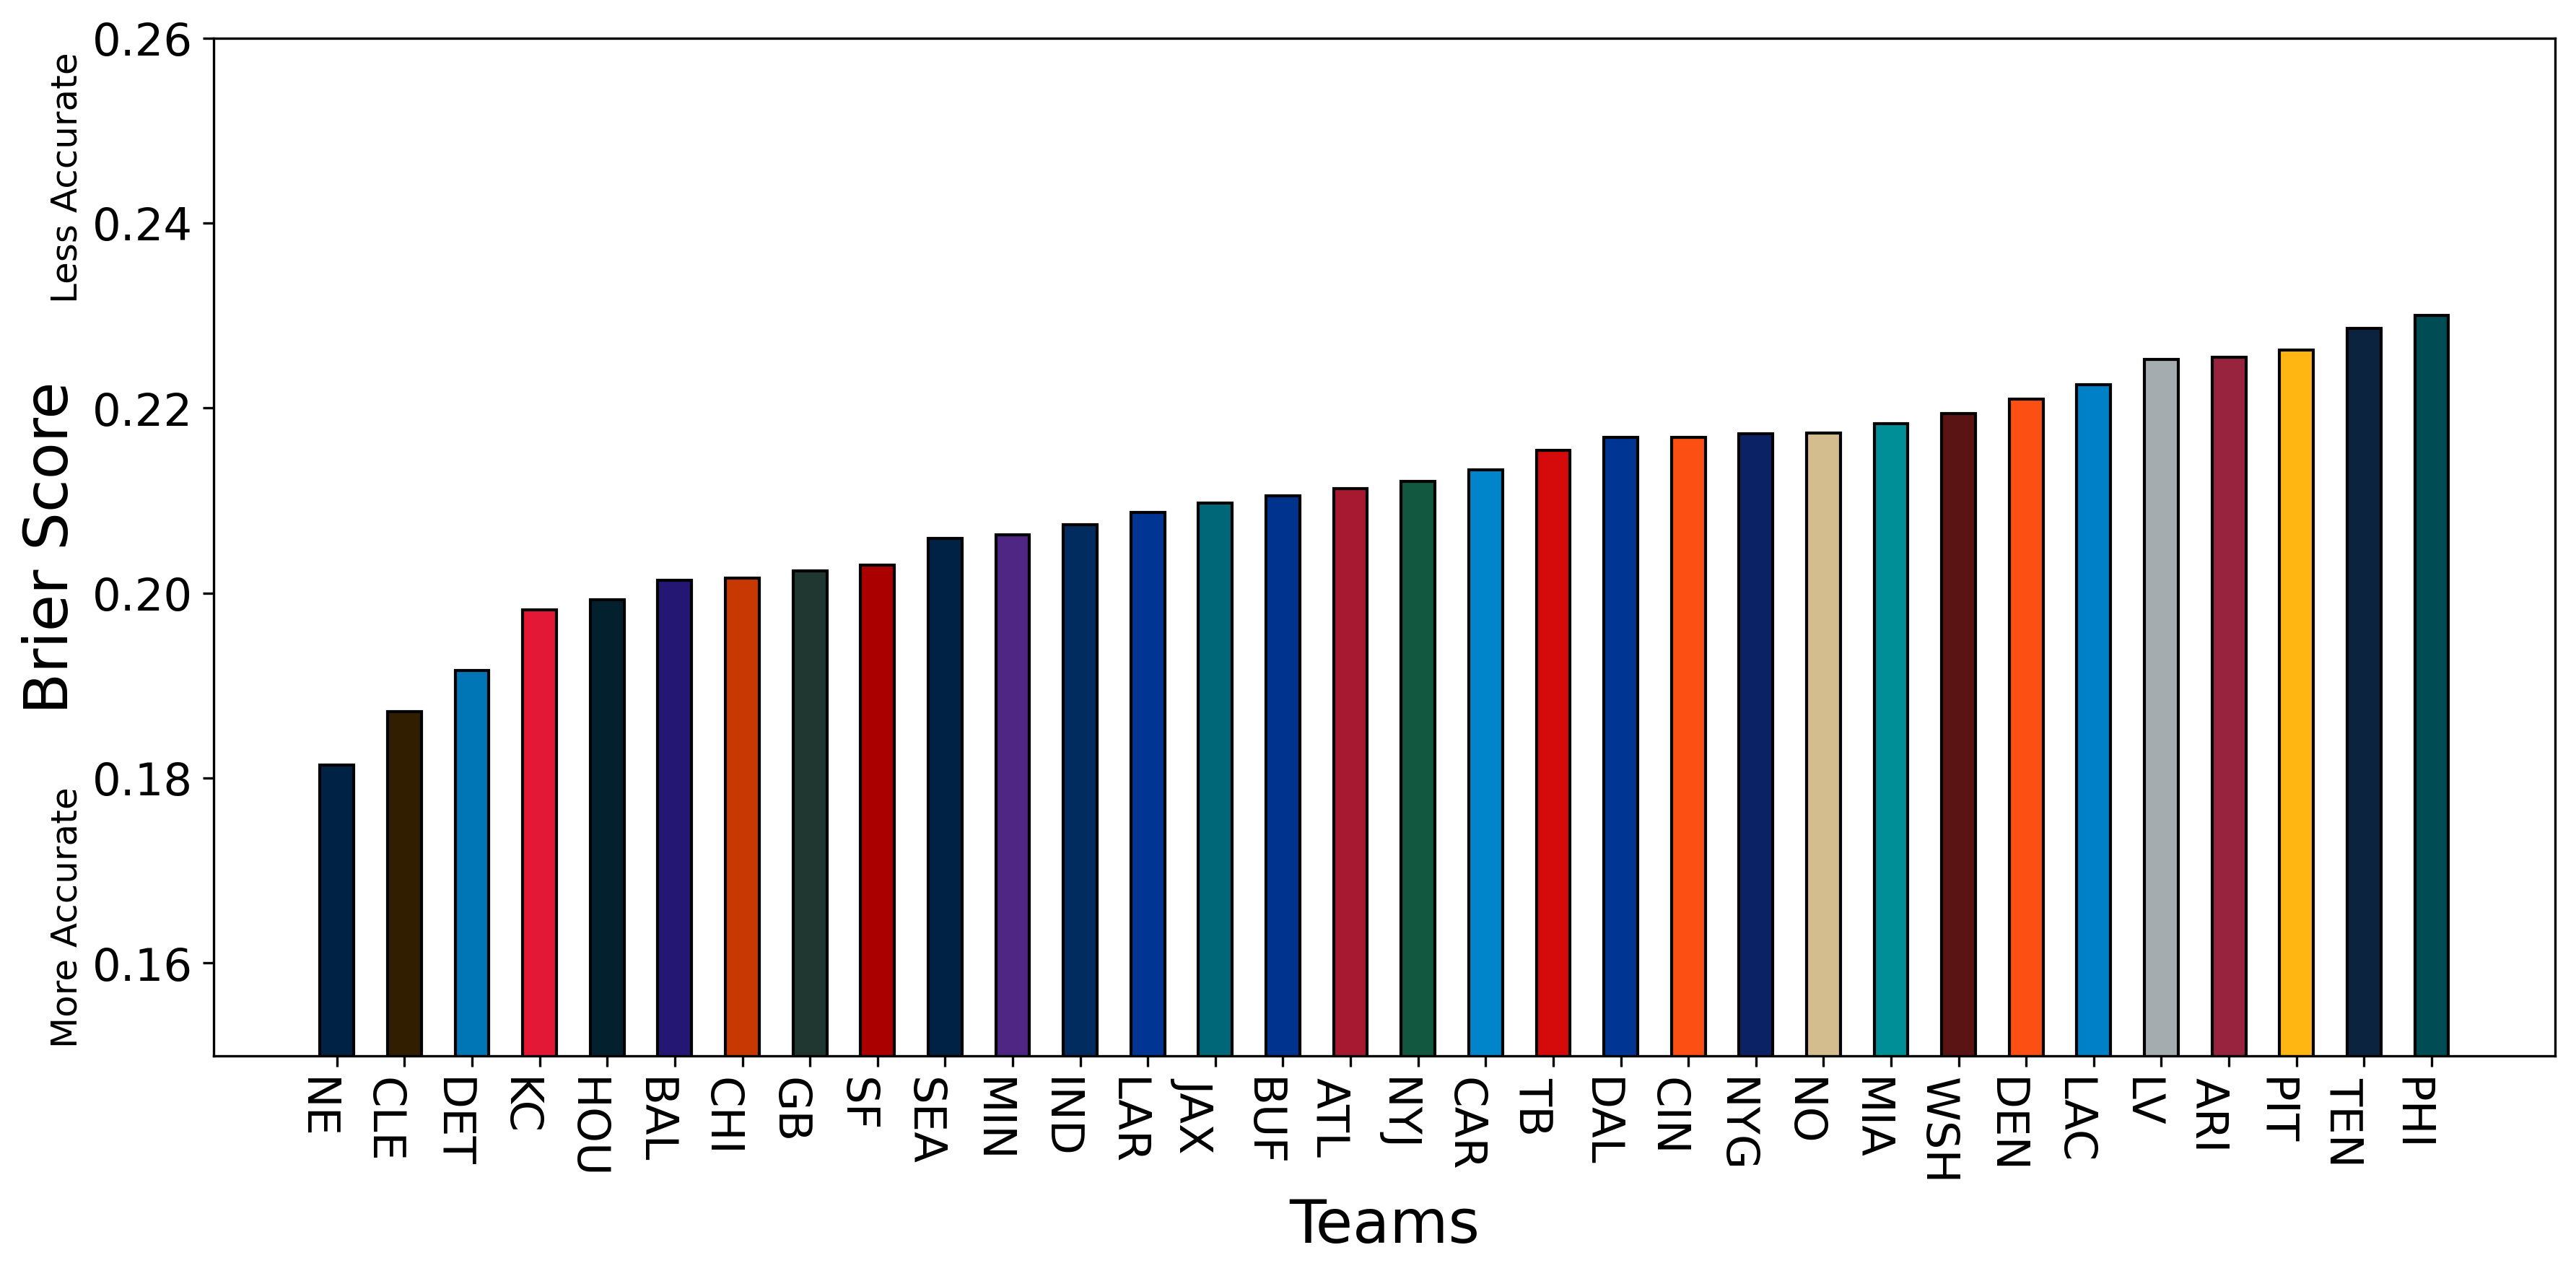 0.26
0.24
0.22
0.20
0.18
0.16
Less Accurate
Brier Score
More Accurate
NE
CLE
DET
KC
HOU
BAL
CHI
GB
SF
SEA
MIN
IND
LAR
JAX
BUF
ATL
NYJ
CAR
TB
DAL
CIN
NYG
NO
MIA
WSH
DEN
LAC
LV
ARI
PIT
TEN
PHI
Teams